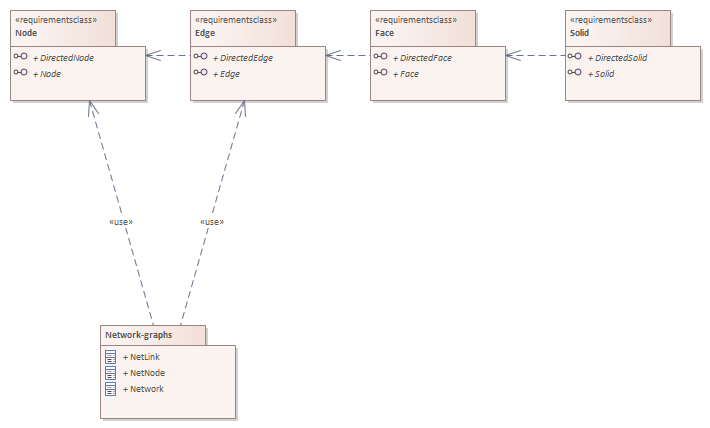 «requirementsclass»
Node
+ DirectedNode
+ Node
«requirementsclass»
Edge
+ DirectedEdge
+ Edge
«requirementsclass»
Face
+ DirectedFace
+ Face
«requirementsclass»
Solid
+ DirectedSolid
+ Solid
«use»
«use»
Network-graphs
+ NetLink
+ NetNode
+ Network